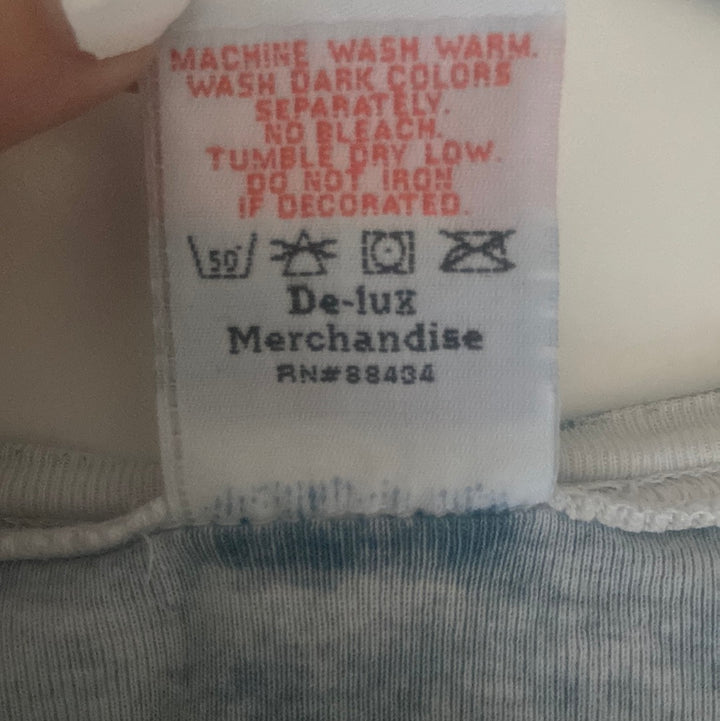 MACHINE WASH WARM.
WASH DARK COLORS
SEPARATELY.
NO BLEACH.
TUMBLE DRY LOW.
DO NOT IRON
IF DECORATED.
50°
De-lux
Merchandise
RN#88434